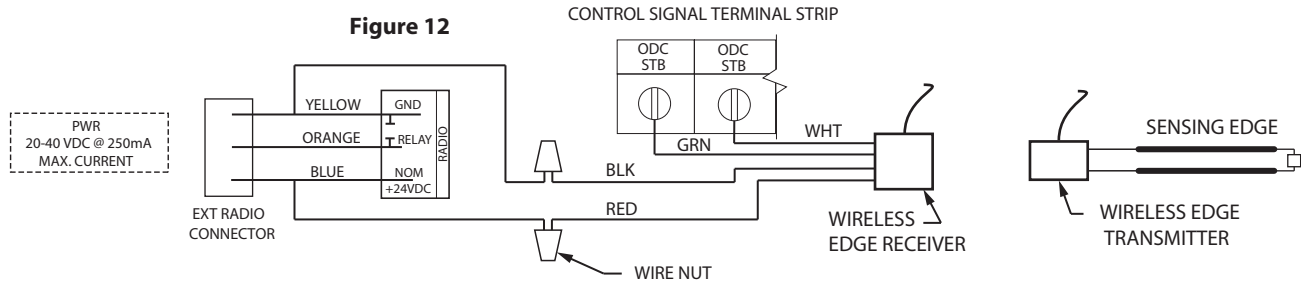 Figure 12
CONTROL SIGNAL TERMINAL STRIP
ODC
STB
ODC
STB
PWR
20-40 VDC @ 250mA
MAX. CURRENT
YELLOW
GND
ORANGE
RELAY
RADIO
BLUE
NOM
+24VDC
EXT RADIO
CONNECTOR
WHT
GRN
BLK
RED
WIRE NUT
WIRELESS
EDGE RECEIVER
SENSING EDGE
WIRELESS EDGE
TRANSMITTER